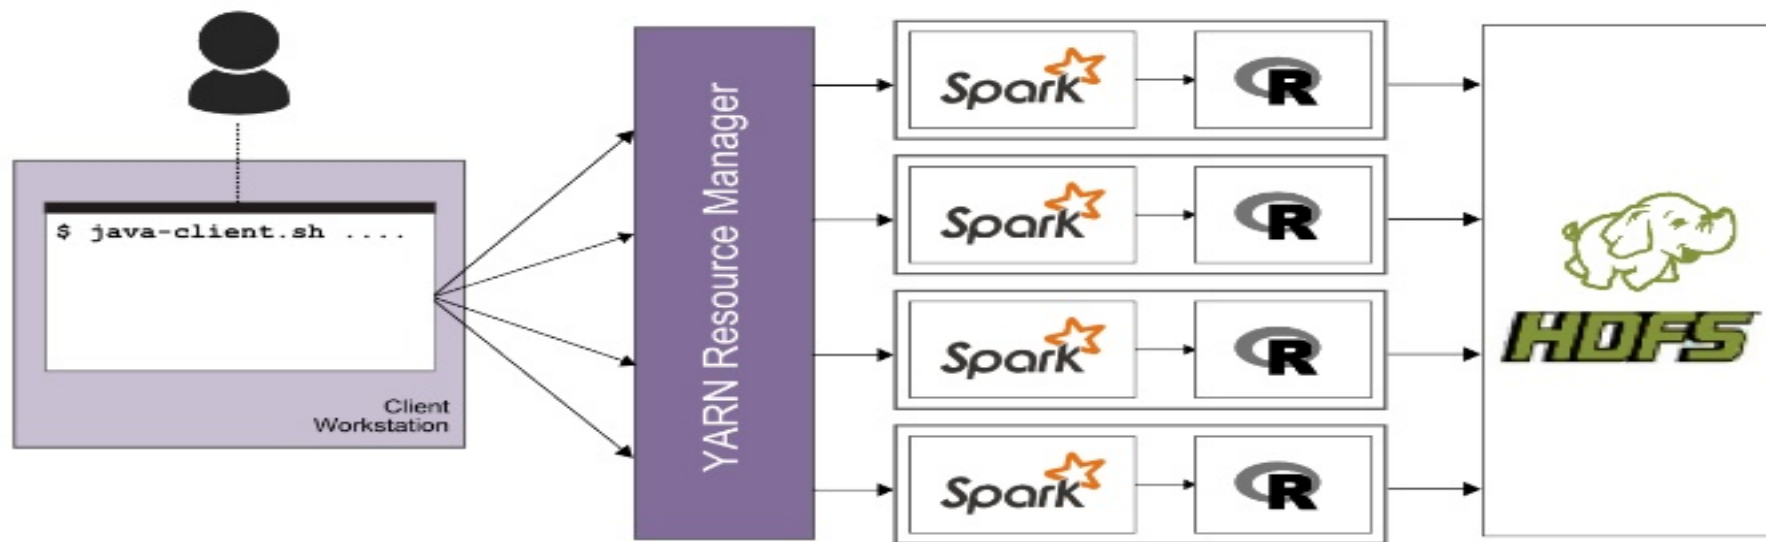 $ java-client.sh ....
Client
Workstation
YARN Resource Manager
Spark
R
Spark
R
Spark
R
Spark
R
HDFS